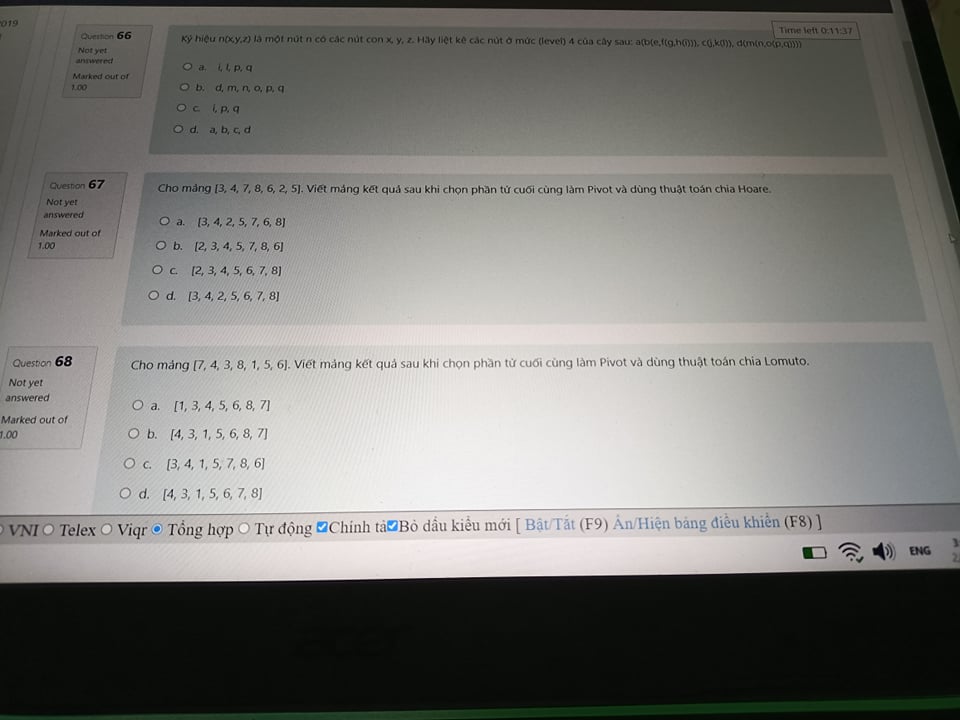 2019
Time left 0:11:37
Question 66
Not yet
answered
Marked out of
1.00
Ký hiệu n(x,y,z) là một nút n có các nút con x, y, z. Hãy liệt kê các nút ở mức (level) 4 của cây sau: a(b(e,f(g,h(i))), c(j,k(l)), d(m(n,o(p,q))))
a. i, l, p, q
b. d, m, n, o, p, q
c. i, p, q
d. a, b, c, d
Question 67
Not yet
answered
Marked out of
1.00
Cho mảng [3, 4, 7, 8, 6, 2, 5]. Viết mảng kết quả sau khi chọn phần tử cuối cùng làm Pivot và dùng thuật toán chia Hoare.
a. [3, 4, 2, 5, 7, 6, 8]
b. [2, 3, 4, 5, 7, 8, 6]
c. [2, 3, 4, 5, 6, 7, 8]
d. [3, 4, 2, 5, 6, 7, 8]
Question 68
Not yet
answered
Marked out of
1.00
Cho mảng [7, 4, 3, 8, 1, 5, 6]. Viết mảng kết quả sau khi chọn phần tử cuối cùng làm Pivot và dùng thuật toán chia Lomuto.
a. [1, 3, 4, 5, 6, 8, 7]
b. [4, 3, 1, 5, 6, 8, 7]
c. [3, 4, 1, 5, 7, 8, 6]
d. [4, 3, 1, 5, 6, 7, 8]
VNI Telex Viqr Tổng hợp Tự động Chính tả Bỏ dấu kiểu mới [ Bật/Tắt (F9) Ẩn/Hiện bảng điều khiển (F8) ]
ENG
acer